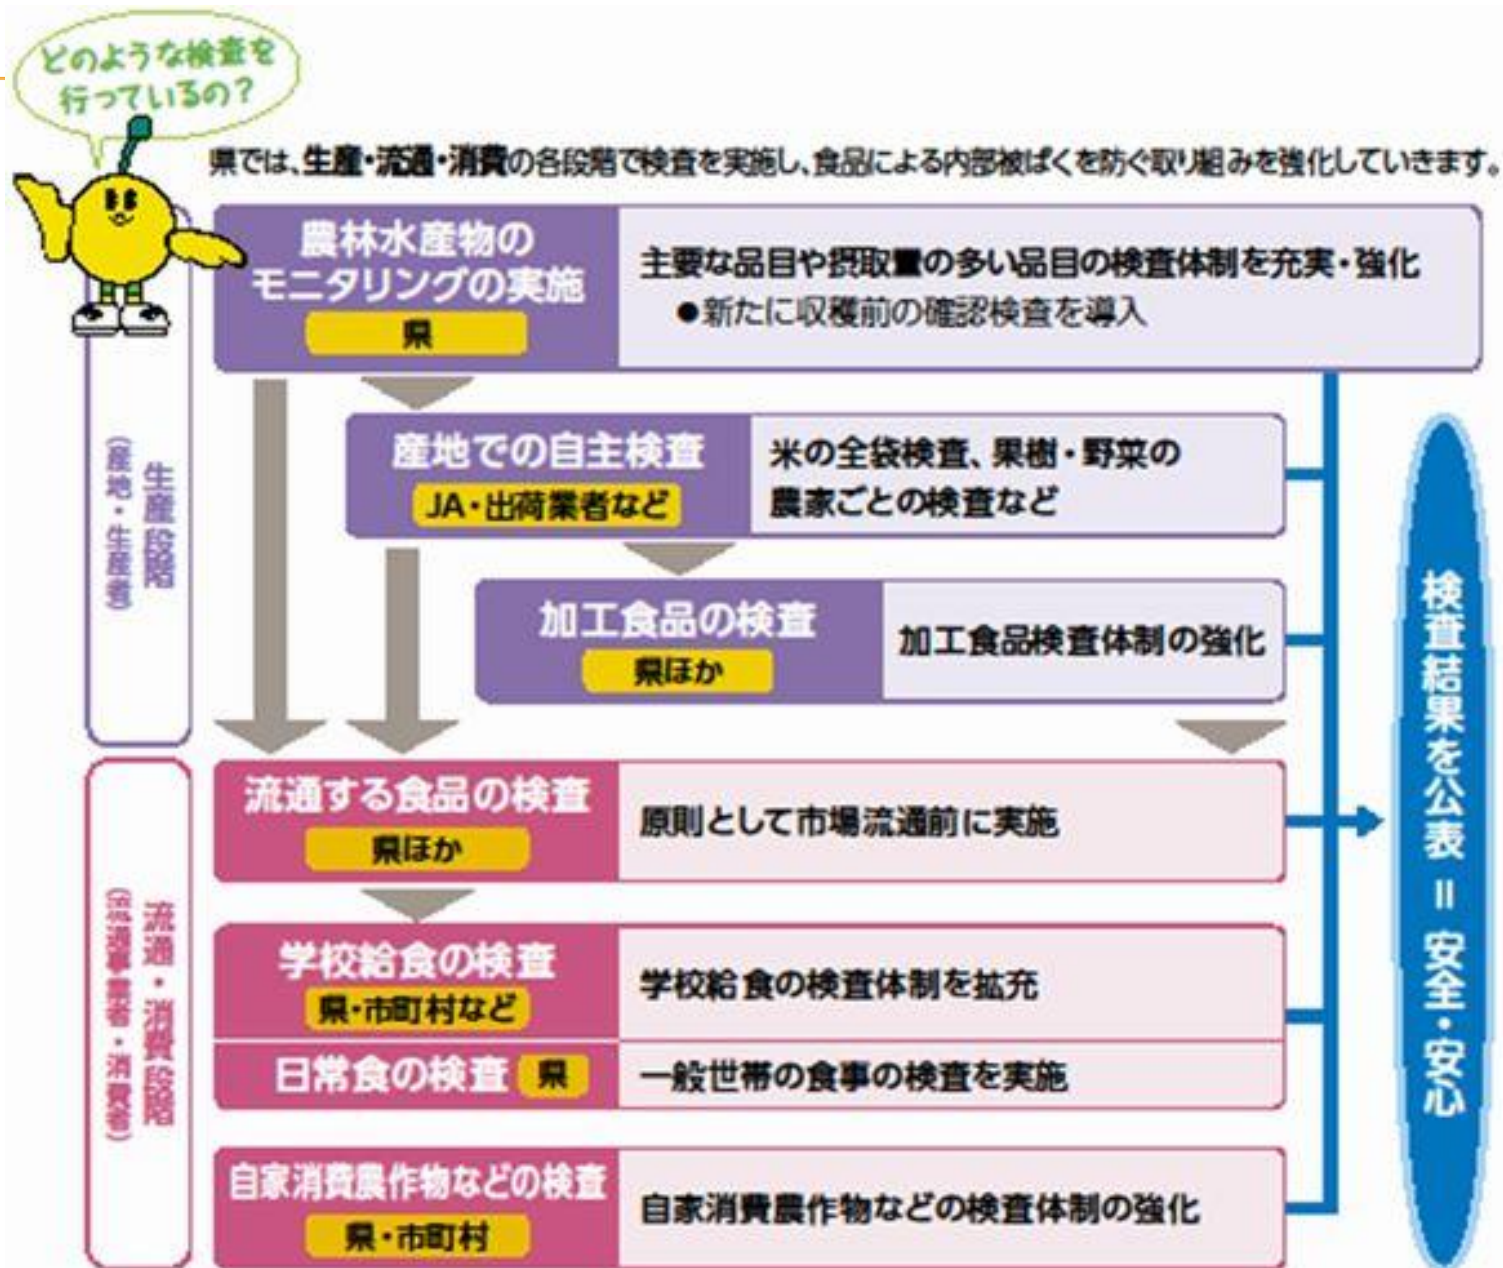 どのような検査を
行っているの?
県では、生産・流通・消費の各段階で検査を実施し、食品による内部被ばくを防ぐ取り組みを強化していきます。
生産段階
(産地・生産者)
農林水産物の
モニタリングの実施
県
主要な品目や摂取量の多い品目の検査体制を充実・強化
●新たに収穫前の確認検査を導入
産地での自主検査
JA・出荷業者など
米の全袋検査、果樹・野菜の
農家ごとの検査など
加工食品の検査
県ほか
加工食品検査体制の強化
流通・消費段階
(流通事業者・消費者)
流通する食品の検査
県ほか
原則として市場流通前に実施
学校給食の検査
県・市町村など
学校給食の検査体制を拡充
日常食の検査 県
一般世帯の食事の検査を実施
自家消費農作物などの検査
県・市町村
自家消費農作物などの検査体制の強化
検査結果を公表＝安全・安心